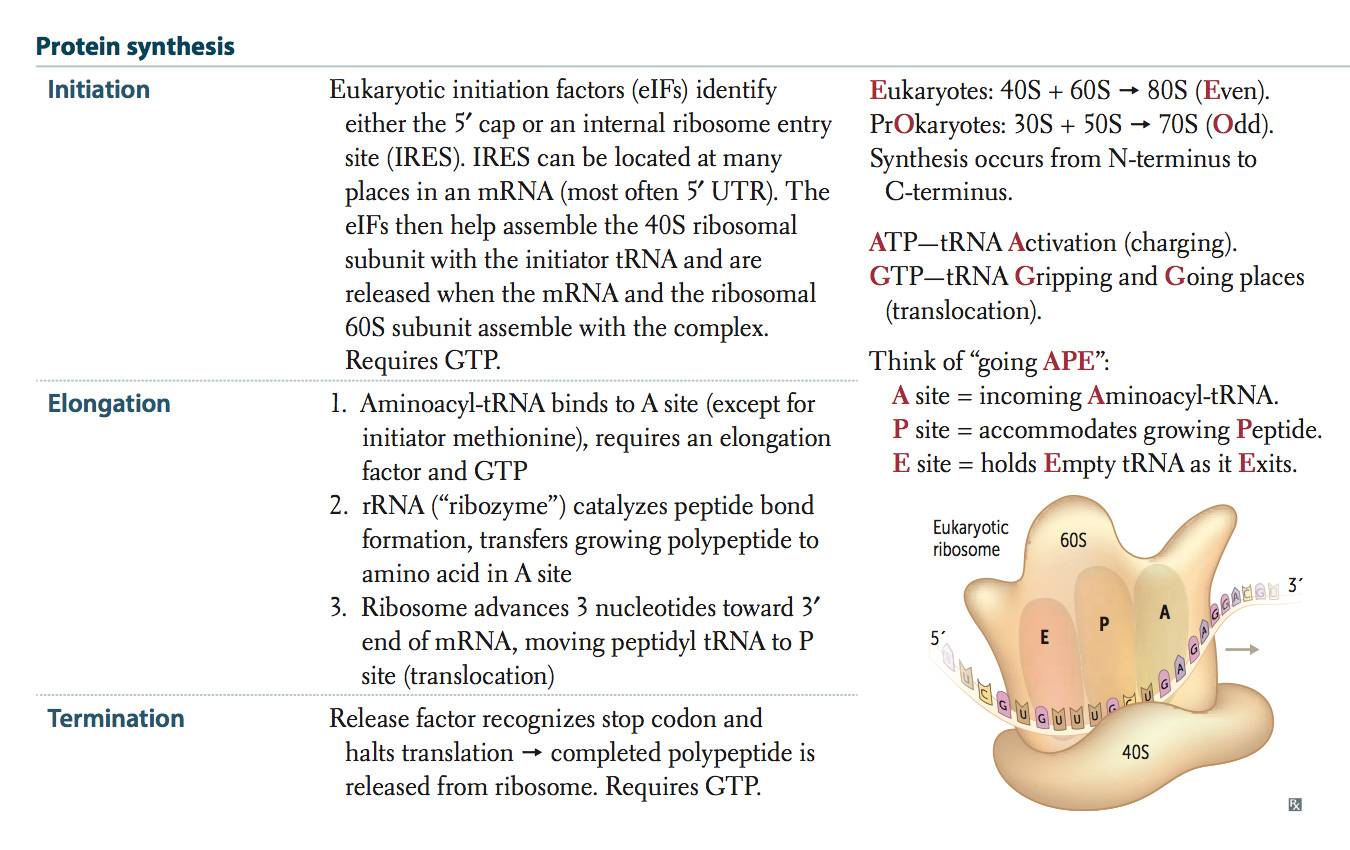 Protein synthesis
Initiation
Eukaryotic initiation factors (eIFs) identify
either the 5′ cap or an internal ribosome entry
site (IRES). IRES can be located at many
places in an mRNA (most often 5′ UTR). The
eIFs then help assemble the 40S ribosomal
subunit with the initiator tRNA and are
released when the mRNA and the ribosomal
60S subunit assemble with the complex.
Requires GTP.
Elongation
1. Aminoacyl-tRNA binds to A site (except for
initiator methionine), requires an elongation
factor and GTP
2. rRNA (“ribozyme”) catalyzes peptide bond
formation, transfers growing polypeptide to
amino acid in A site
3. Ribosome advances 3 nucleotides toward 3′
end of mRNA, moving peptidyl tRNA to P
site (translocation)
Termination
Release factor recognizes stop codon and
halts translation → completed polypeptide is
released from ribosome. Requires GTP.
Eukaryotes: 40S + 60S → 80S (Even).
PrOkaryotes: 30S + 50S → 70S (Odd).
Synthesis occurs from N-terminus to
C-terminus.
ATP—tRNA Activation (charging).
GTP—tRNA Gripping and Going places
(translocation).
Think of “going APE”:
A site = incoming Aminoacyl-tRNA.
P site = accommodates growing Peptide.
E site = holds Empty tRNA as it Exits.
Eukaryotic
ribosome
60S
E P A
5′
3′
U C G U G U U U G C U G A G A G G A C G U
40S
℞